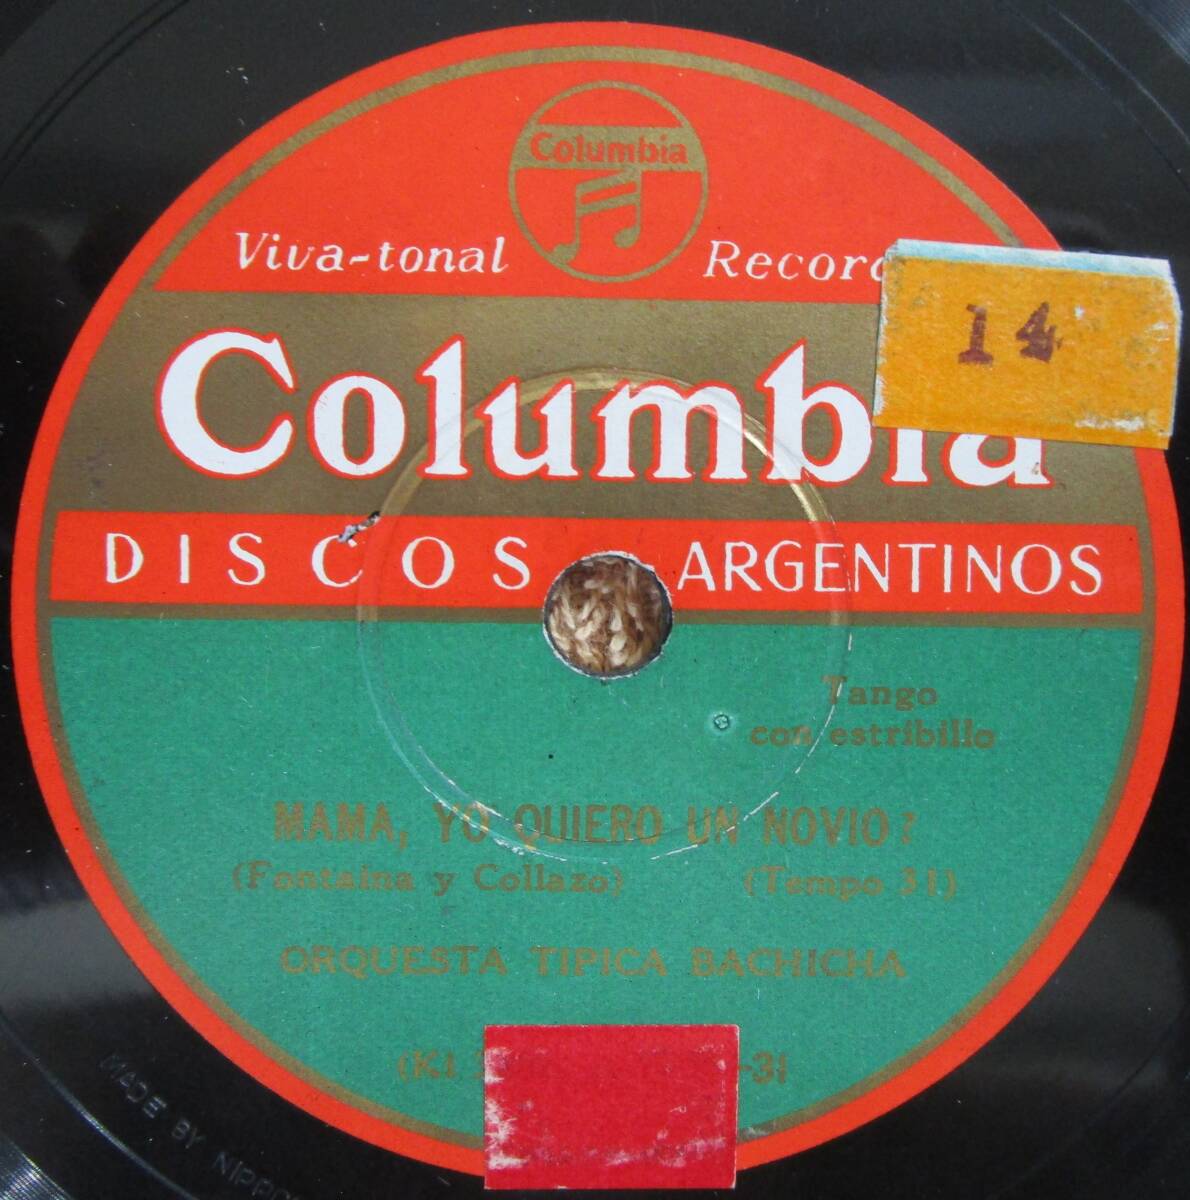 Columbia
Viva-tonal Recor
14
Columbia
DISCOS ARGENTINOS
Tango
con estribillo
MAMA, YO QUIERO UN NOVIO?
(Fontaina y Collazo) (Tempo 31)
ORQUESTA TIPICA BACHICHA
-31
MADE BY